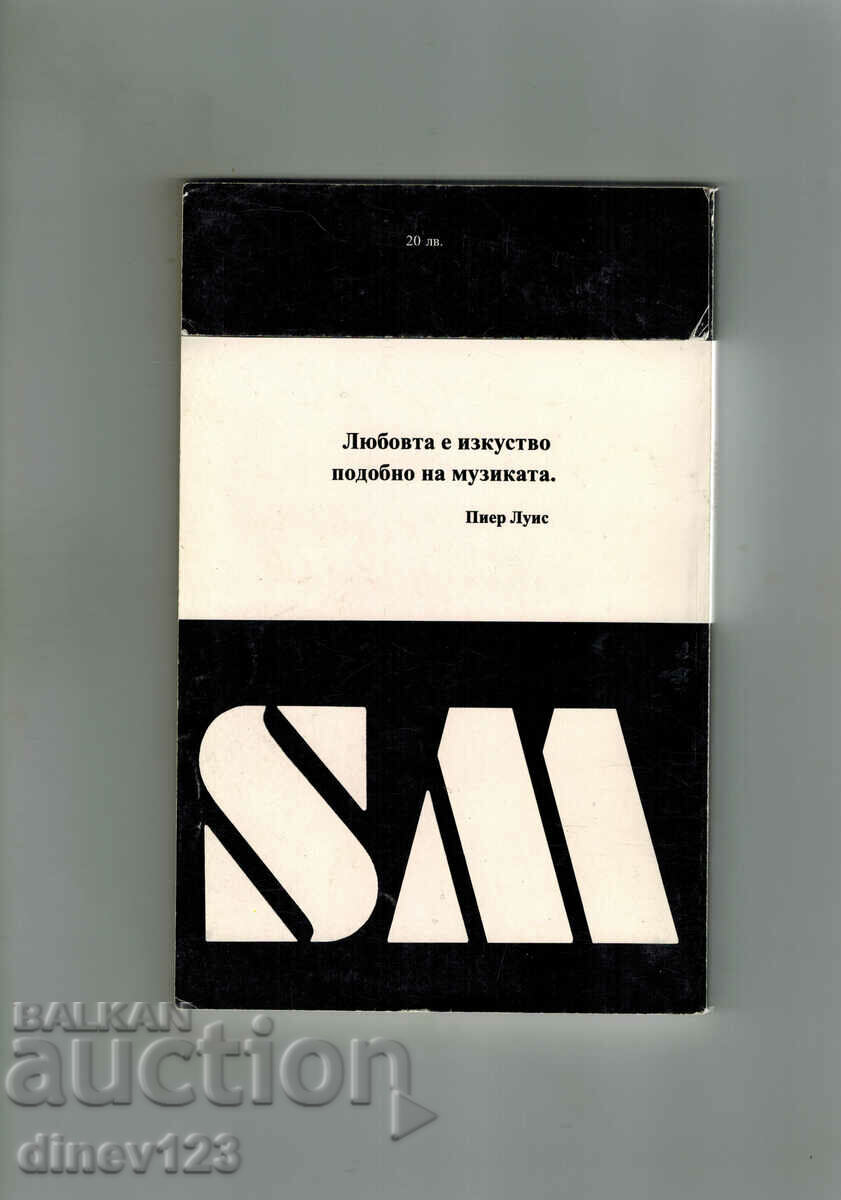 20 лв.
Любовта е изкуство
подобно на музиката.
Пиер Луис
SM
BALKAN
auction
dinev123